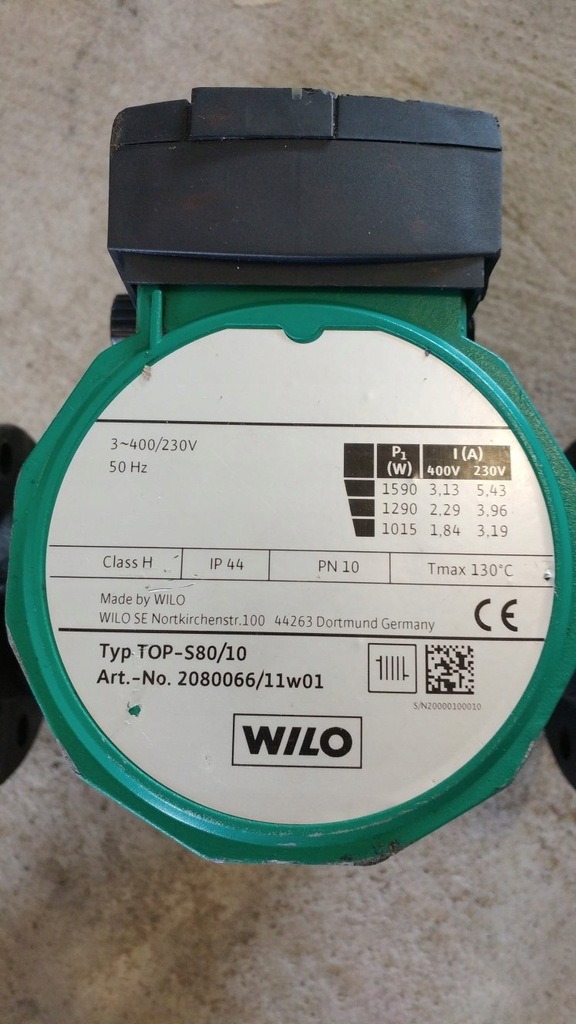 3~400/230V
50 Hz
P1 (W) I (A)
400V 230V
1590 3,13 5,43
1290 2,29 3,96
1015 1,84 3,19
Class H IP 44 PN 10 Tmax 130°C
Made by WILO
WILO SE Nortkirchenstr.100 44263 Dortmund Germany
CE
Typ TOP-S80/10
Art.-No. 2080066/11w01
S/N20000100010
WILO